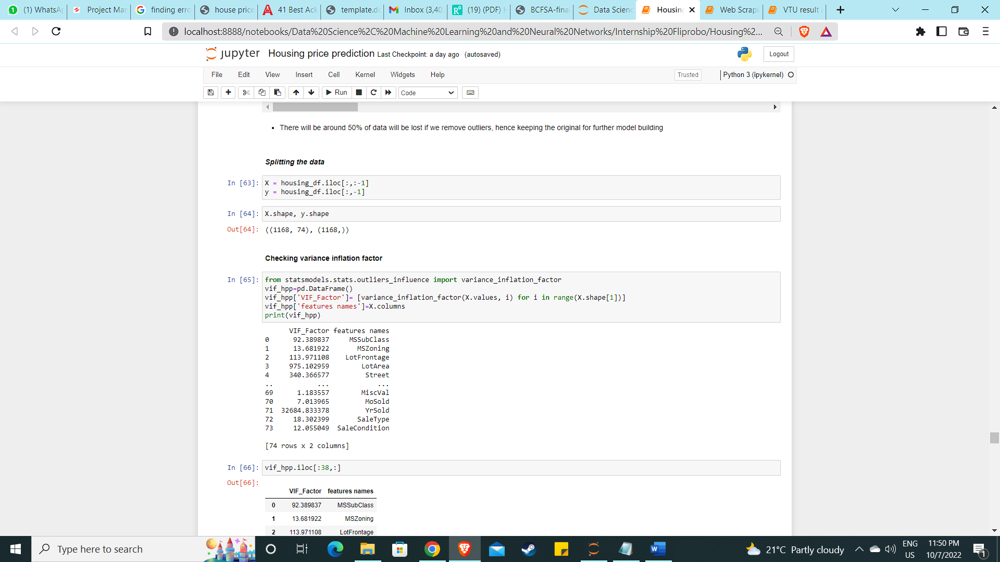 (1) WhatsA
Project Mar
finding erro
house price
41 Best Ack
template.do
Inbox (3,40
(19) (PDF) H
BCFSA-final
Data Scienc
Housing
Web Scrapi
VTU result a
localhost:8888/notebooks/Data%20Science%2C%20Machine%20Learning%20and%20Neural%20Networks/Internship%20Fliprobo/Housing%2...
jupyter Housing price prediction Last Checkpoint: a day ago (autosaved)
Logout
File Edit View Insert Cell Kernel Widgets Help
Trusted
Python 3 (ipykernel)
Run
Code
• There will be around 50% of data will be lost if we remove outliers, hence keeping the original for further model building
Splitting the data
In [63]: X = housing_df.iloc[:,:-1]
y = housing_df.iloc[:,-1]
In [64]: X.shape, y.shape
Out[64]: ((1168, 74), (1168,))
Checking variance inflation factor
In [65]: from statsmodels.stats.outliers_influence import variance_inflation_factor
vif_hpp=pd.DataFrame()
vif_hpp['VIF_Factor']= [variance_inflation_factor(X.values, i) for i in range(X.shape[1])]
vif_hpp['features names']=X.columns
print(vif_hpp)
VIF_Factor features names
0 92.389837 MSSubClass
1 13.681922 MSZoning
2 113.971108 LotFrontage
3 975.102959 LotArea
4 340.366577 Street
.. ... ...
69 1.183557 MiscVal
70 7.013965 MoSold
71 32684.833378 YrSold
72 18.302399 SaleType
73 12.055049 SaleCondition
[74 rows x 2 columns]
In [66]: vif_hpp.iloc[:38,:]
Out[66]:
VIF_Factor features names
0 92.389837 MSSubClass
1 13.681922 MSZoning
2 113.971108 LotFrontage
Type here to search
21°C Partly cloudy
ENG
US
11:50 PM
10/7/2022
1